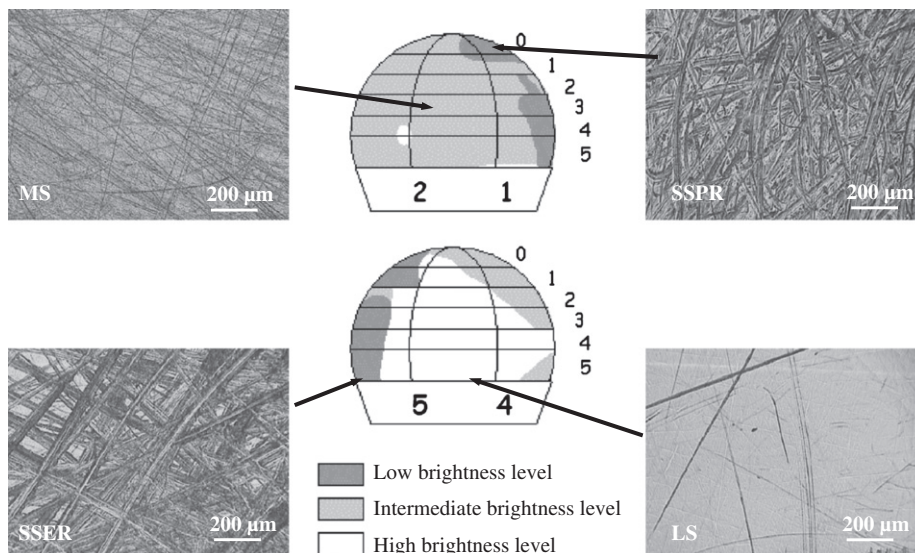 0
1
2
3
4
5
2 1
MS
200 µm
SSPR
200 µm
0
1
2
3
4
5
5 4
SSER
200 µm
LS
200 µm
Low brightness level
Intermediate brightness level
High brightness level